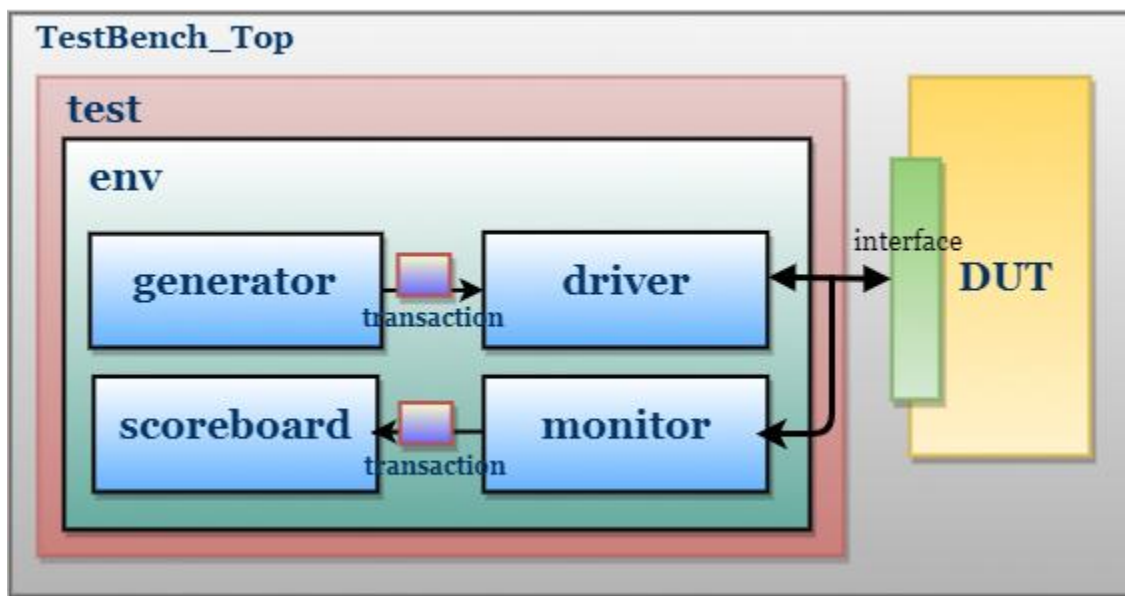 TestBench_Top
test
env
generator
transaction
driver
interface
DUT
scoreboard
transaction
monitor